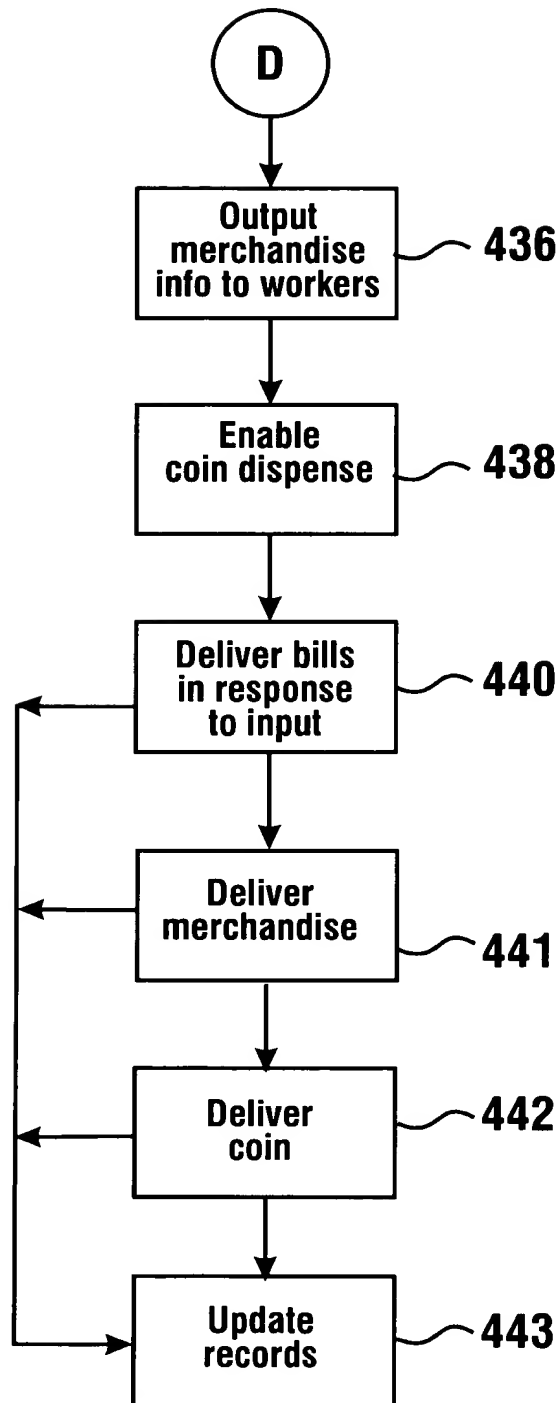 D
Output
merchandise
info to workers
436
Enable
coin dispense
438
Deliver bills
in response
to input
440
Deliver
merchandise
441
Deliver
coin
442
Update
records
443